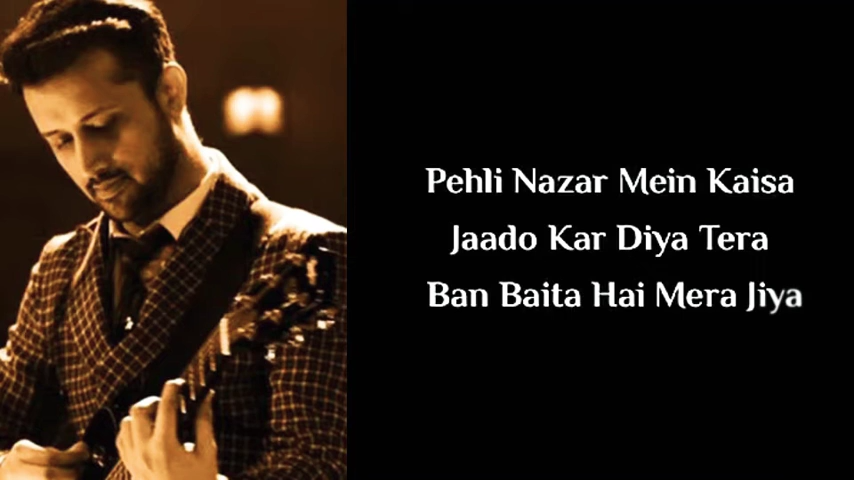 Pehli Nazar Mein Kaisa
Jaado Kar Diya Tera
Ban Baita Hai Mera Jiya